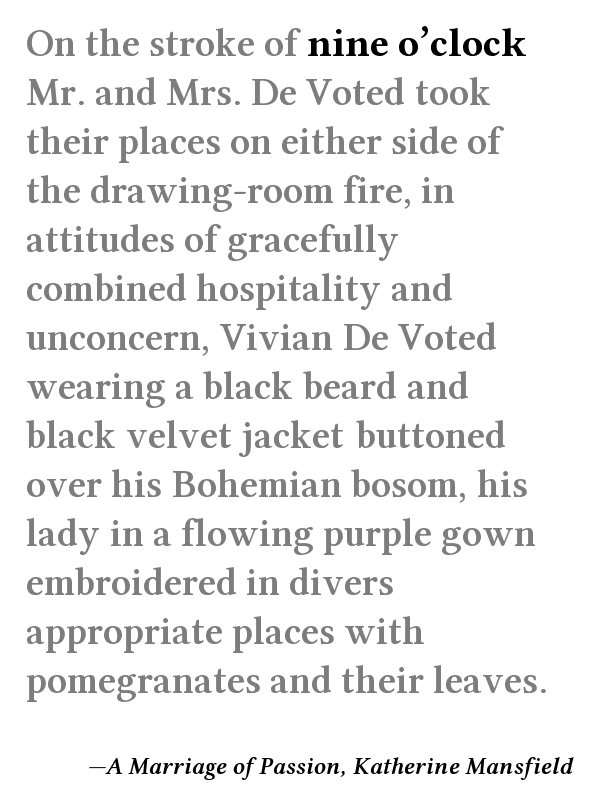 On the stroke of nine o’clock
Mr. and Mrs. De Voted took
their places on either side of
the drawing-room fire, in
attitudes of gracefully
combined hospitality and
unconcern, Vivian De Voted
wearing a black beard and
black velvet jacket buttoned
over his Bohemian bosom, his
lady in a flowing purple gown
embroidered in divers
appropriate places with
pomegranates and their leaves.
—A Marriage of Passion, Katherine Mansfield